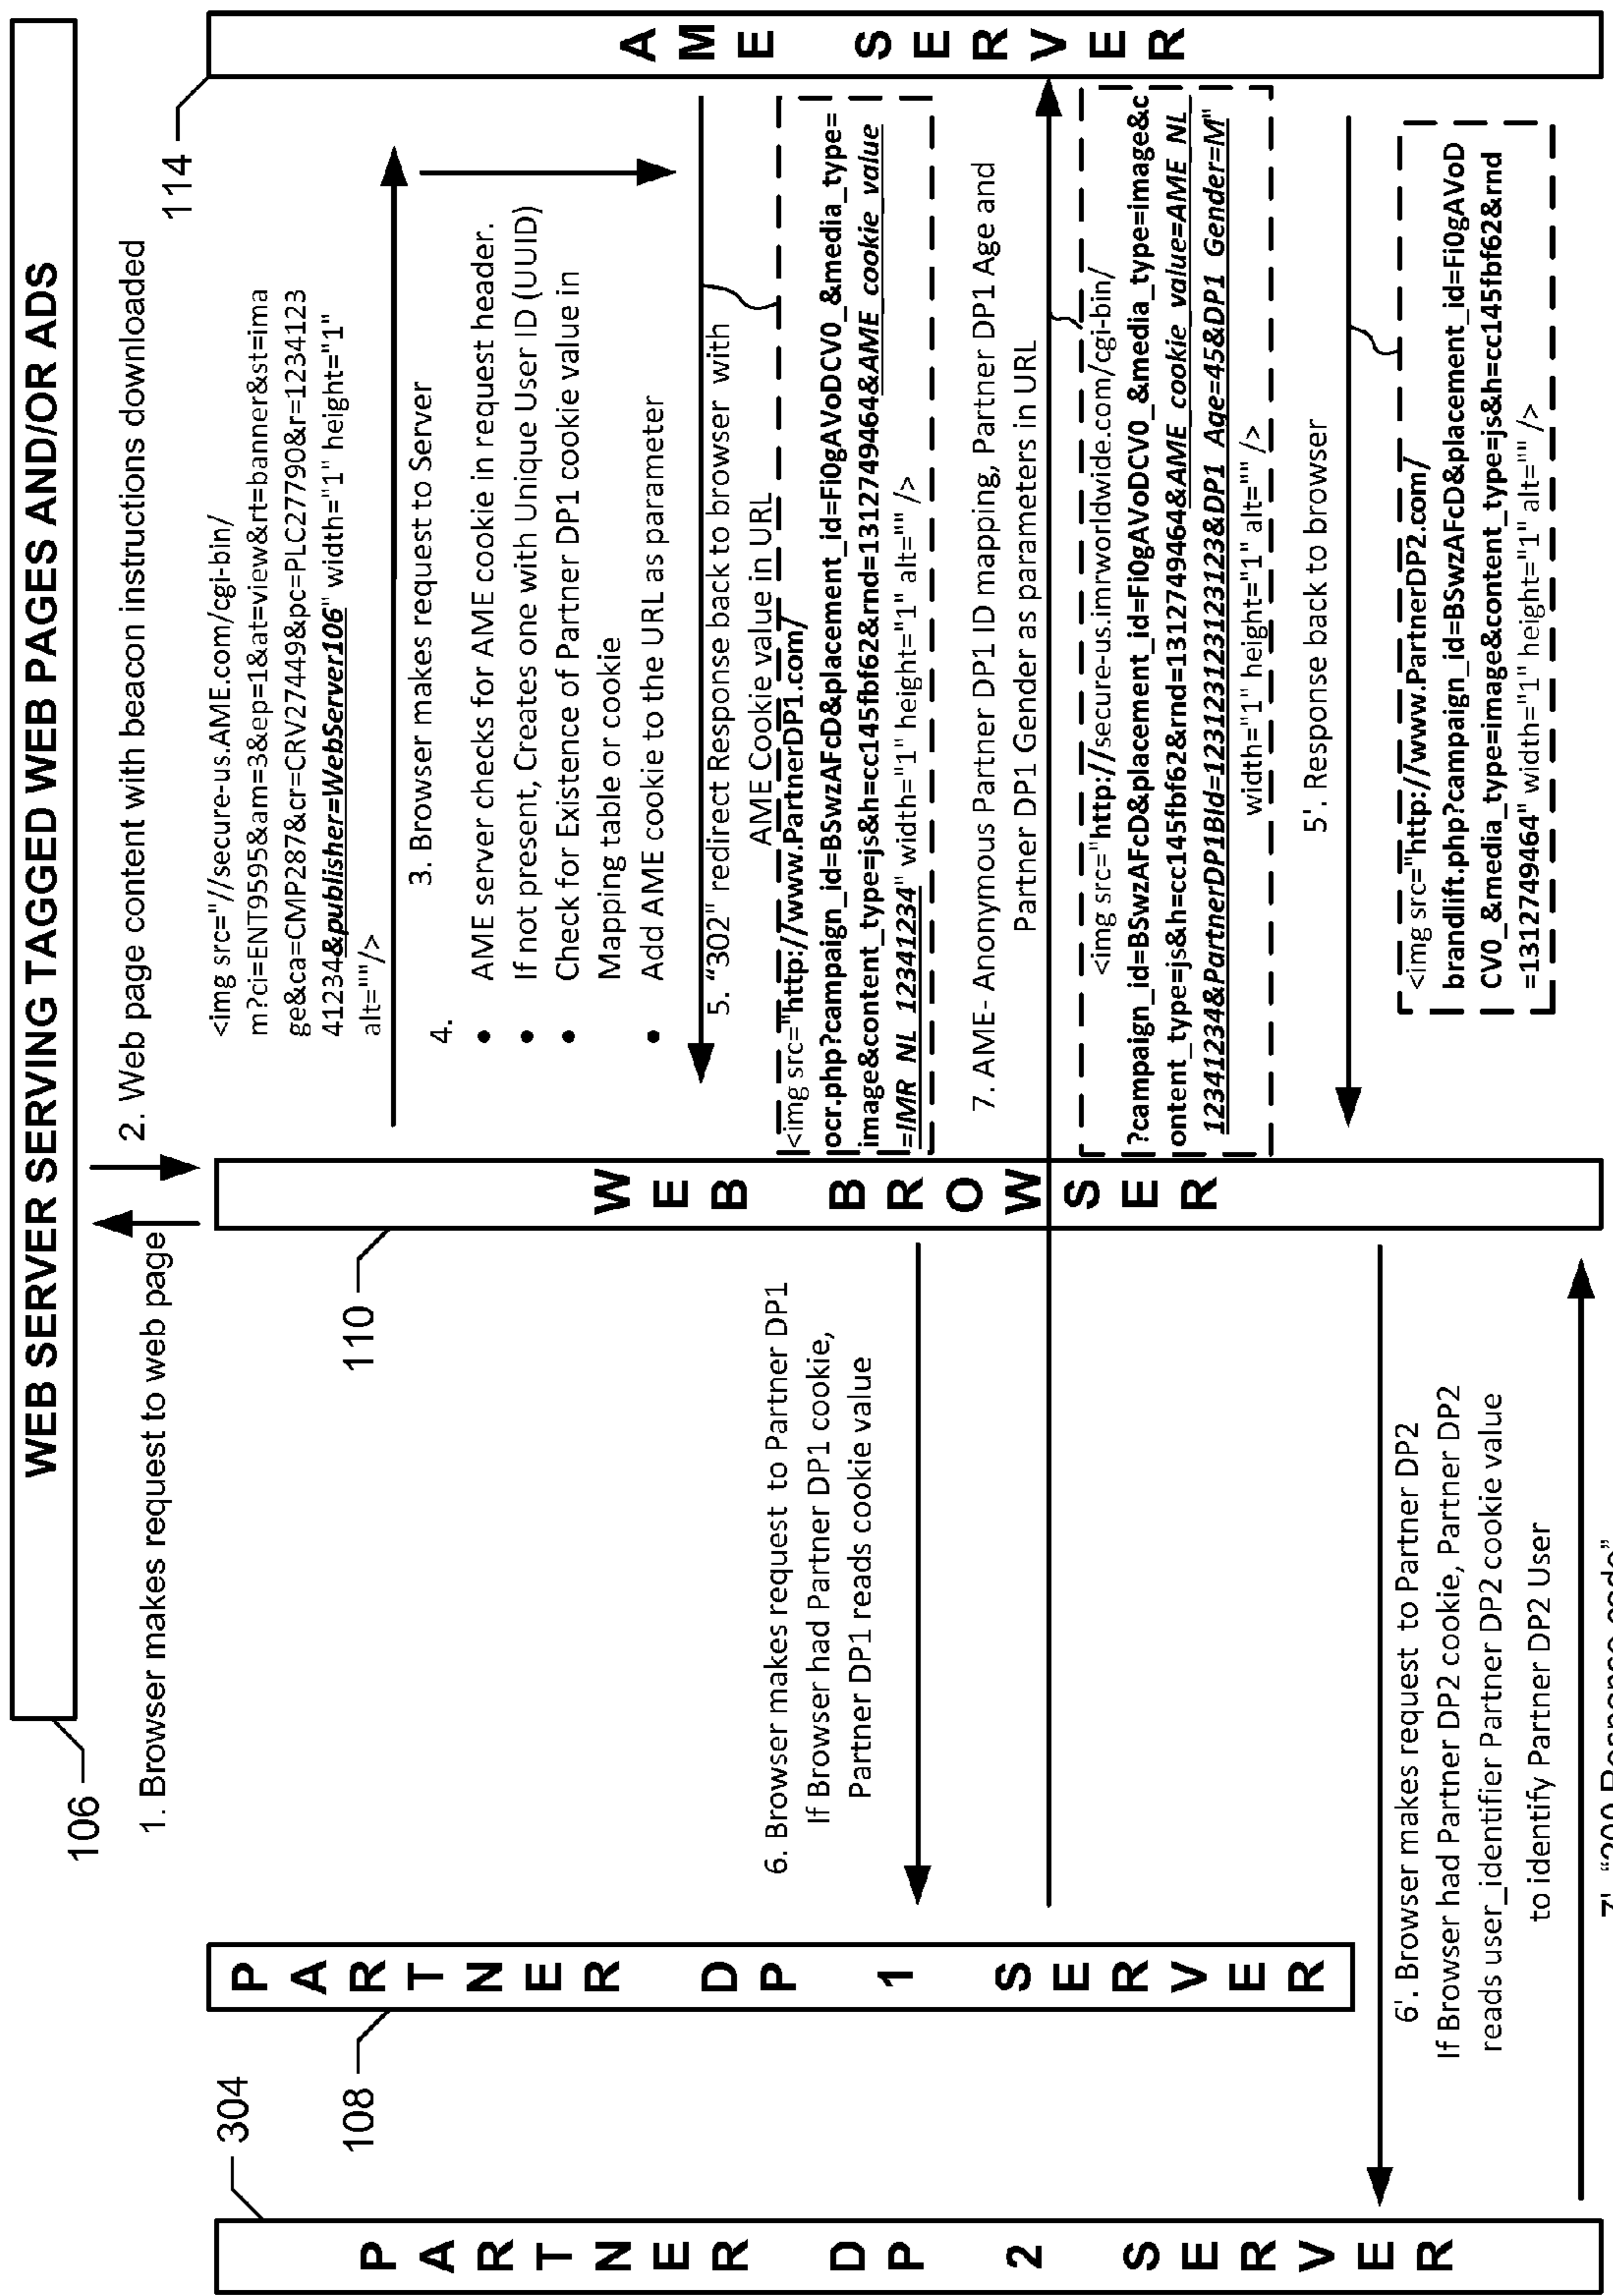 WEB SERVER SERVING TAGGED WEB PAGES AND/OR ADS
106
1. Browser makes request to web page
2. Web page content with beacon instructions downloaded
304
108
110
114
PARTNER DP 2 SERVER
PARTNER DP 1 SERVER
WEB BROWSER
AME SERVER
<img src="//secure-us.AME.com/cgi-bin/
m?ci=ENT9595&am=3&ep=1&at=view&rt=banner&st=ima
ge&ca=CMP287&cr=CRV27449&pc=PLC27790&r=1234123
41234&publisher=WebServer106" width="1" height="1"
alt=""/>
3. Browser makes request to Server
4.
• AME server checks for AME cookie in request header.
• If not present, Creates one with Unique User ID (UUID)
• Check for Existence of Partner DP1 cookie value in
Mapping table or cookie
• Add AME cookie to the URL as parameter
5. "302" redirect Response back to browser with
AME Cookie value in URL
<img src="http://www.PartnerDP1.com/
ocr.php?campaign_id=BSwzAFcD&placement_id=Fi0gAVoDCV0_&media_type=
image&content_type=js&h=cc145fbf62&rnd=1312749464&AME_cookie_value
=IMR_NL_12341234" width="1" height="1" alt="" />
6. Browser makes request to Partner DP1
If Browser had Partner DP1 cookie,
Partner DP1 reads cookie value
7. AME- Anonymous Partner DP1 ID mapping, Partner DP1 Age and
Partner DP1 Gender as parameters in URL
<img src="http://secure-us.imrworldwide.com/cgi-bin/
?campaign_id=BSwzAFcD&placement_id=Fi0gAVoDCV0_&media_type=image&c
ontent_type=js&h=cc145fbf62&rnd=1312749464&AME_cookie_value=AME_NL_
12341234&PartnerDP1BId=123123123123123123&DP1_Age=45&DP1_Gender=M"
width="1" height="1" alt="" />
5'. Response back to browser
<img src="http://www.PartnerDP2.com/
brandlift.php?campaign_id=BSwzAFcD&placement_id=Fi0gAVoD
CV0_&media_type=image&content_type=js&h=cc145fbf62&rnd
=1312749464" width="1" height="1" alt="" />
6'. Browser makes request to Partner DP2
If Browser had Partner DP2 cookie, Partner DP2
reads user_identifier Partner DP2 cookie value
to identify Partner DP2 User
7'. "200 Response code"